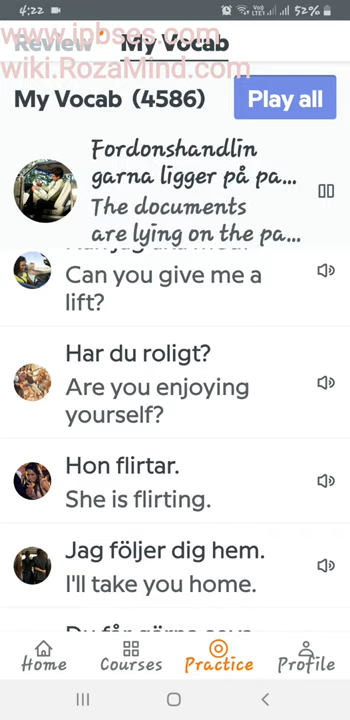 4:22
52%
www.ipbses.com
Review My Vocab
wiki.RozaMind.com
My Vocab (4586)
Play all
Fordonshandlin
garna ligger på pa...
The documents
are lying on the pa...
Can you give me a
lift?
Har du roligt?
Are you enjoying
yourself?
Hon flirtar.
She is flirting.
Jag följer dig hem.
I'll take you home.
Home Courses Practice Profile